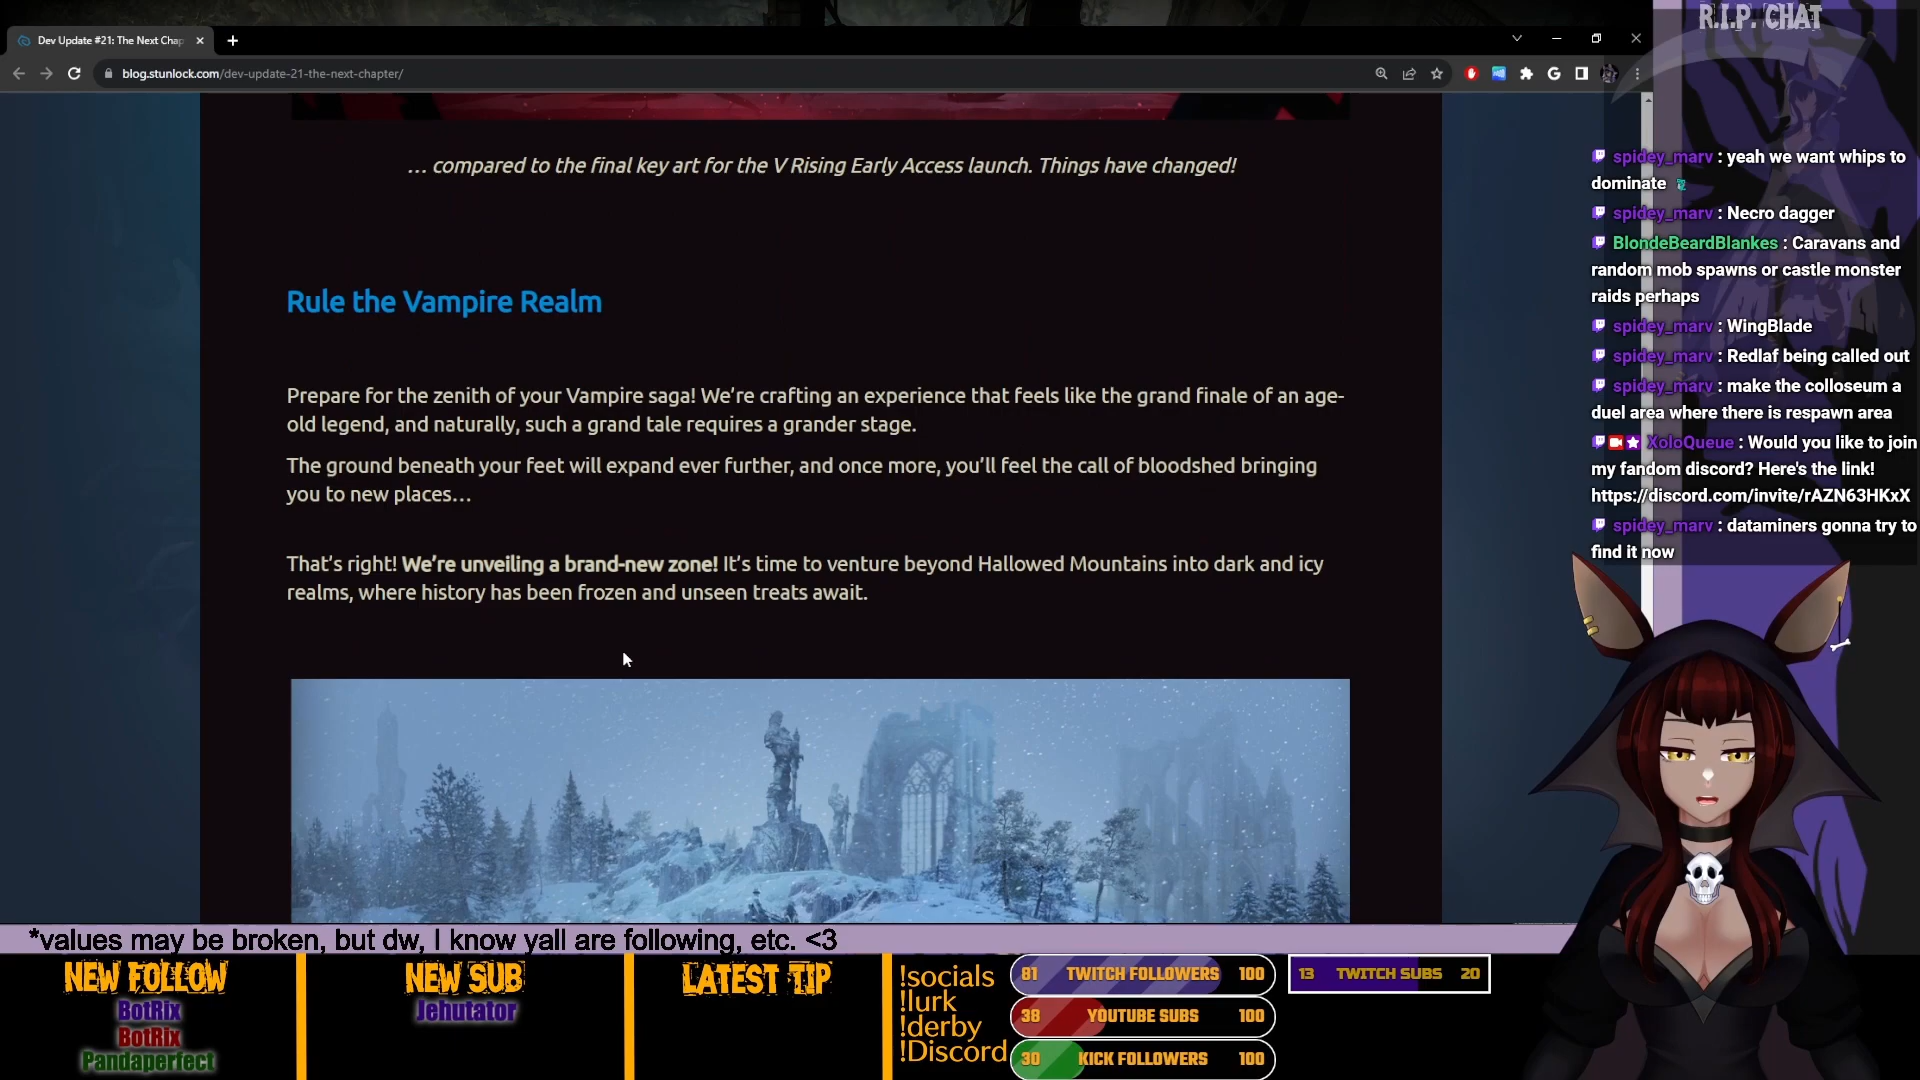 Dev Update #21: The Next Chap
blog.stunlock.com/dev-update-21-the-next-chapter/
… compared to the final key art for the V Rising Early Access launch. Things have changed!
Rule the Vampire Realm
Prepare for the zenith of your Vampire saga! We’re crafting an experience that feels like the grand finale of an age-
old legend, and naturally, such a grand tale requires a grander stage.
The ground beneath your feet will expand ever further, and once more, you’ll feel the call of bloodshed bringing
you to new places…
That’s right! We’re unveiling a brand-new zone! It’s time to venture beyond Hallowed Mountains into dark and icy
realms, where history has been frozen and unseen treats await.
R.I.P. CHAT
spidey_marv : yeah we want whips to
dominate
spidey_marv : Necro dagger
BlondeBeardBlankes : Caravans and
random mob spawns or castle monster
raids perhaps
spidey_marv : WingBlade
spidey_marv : Redlaf being called out
spidey_marv : make the colloseum a
duel area where there is respawn area
XoloQueue : Would you like to join
my fandom discord? Here's the link!
https://discord.com/invite/rAZN63HKxX
spidey_marv : dataminers gonna try to
find it now
*values may be broken, but dw, I know yall are following, etc. <3
NEW FOLLOW
BotRix
BotRix
Pandaperfect
NEW SUB
Jehutator
LATEST TIP
!socials
!lurk
!derby
!Discord
81 TWITCH FOLLOWERS 100
38 YOUTUBE SUBS 100
30 KICK FOLLOWERS 100
13 TWITCH SUBS 20